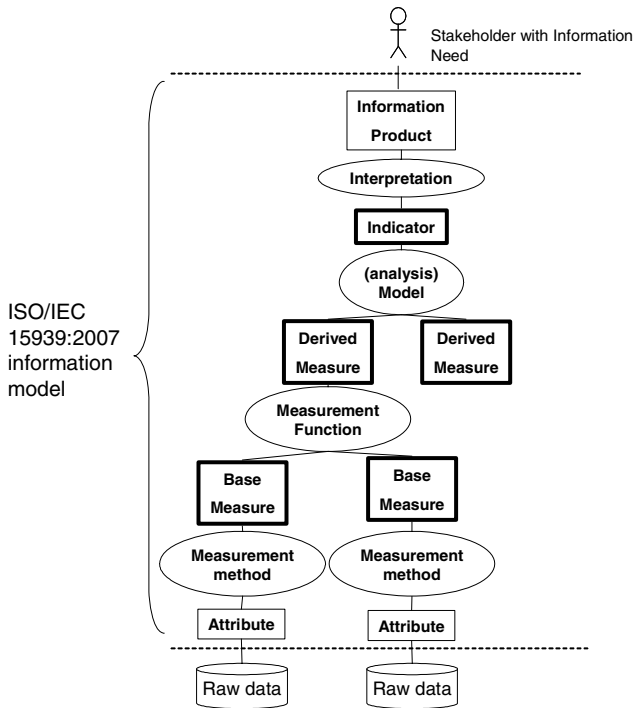 Stakeholder with Information
Need
Information
Product
Interpretation
Indicator
(analysis)
Model
ISO/IEC
15939:2007
information
model
Derived
Measure
Derived
Measure
Measurement
Function
Base
Measure
Base
Measure
Measurement
method
Measurement
method
Attribute
Attribute
Raw data
Raw data